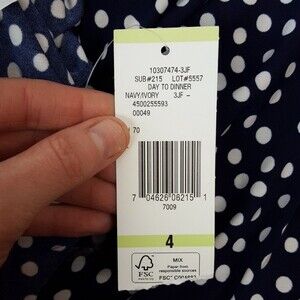 10307474-3JF
SUB#215 LOT#5557
DAY TO DINNER
NAVY/IVORY 3JF -
4500255593
00049
70
7 04626 08215 1
7009
4
FSC
MIX
Paper from
responsible sources